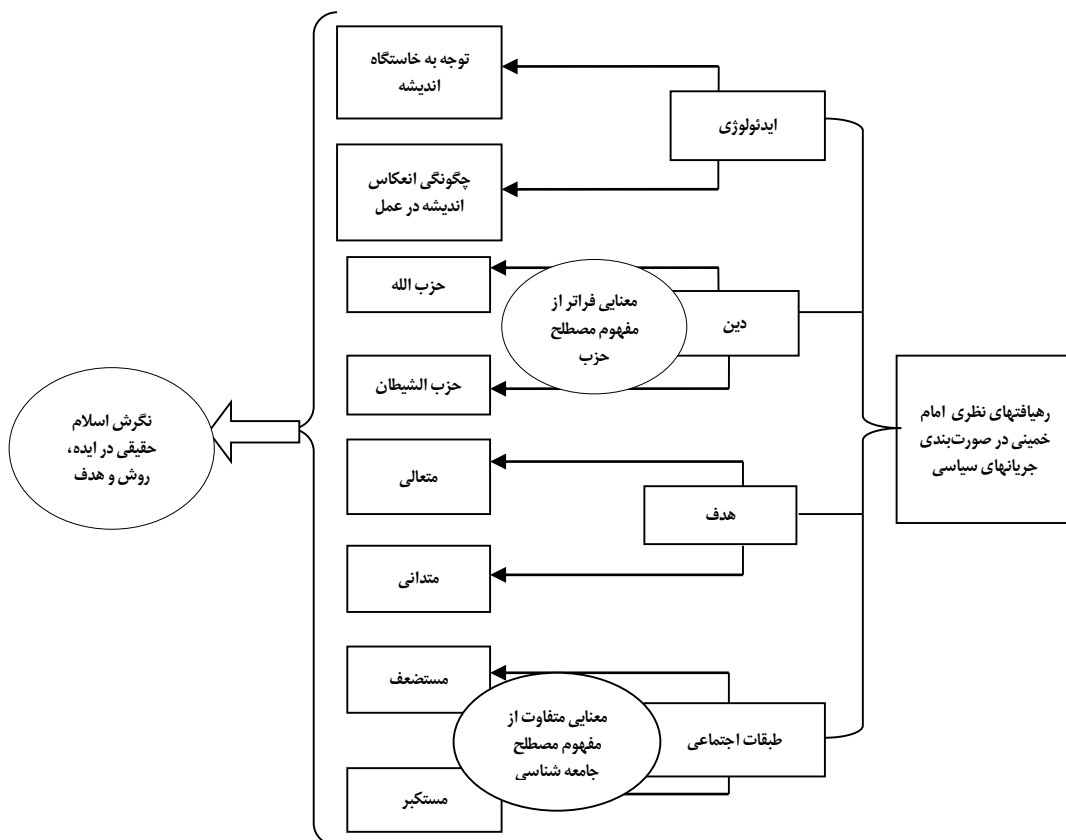 رهیافتهای نظری امام
خمینی در صورت‌بندی
جریانهای سیاسی
ایدئولوژی
توجه به خاستگاه
اندیشه
چگونگی انعکاس
اندیشه در عمل
دین
معنایی فراتر از
مفهوم مصطلح
حزب
حزب الله
حزب الشیطان
هدف
متعالی
متدانی
طبقات اجتماعی
معنایی متفاوت از
مفهوم مصطلح
جامعه شناسی
مستضعف
مستکبر
نگرش اسلام
حقیقی در ایده،
روش و هدف